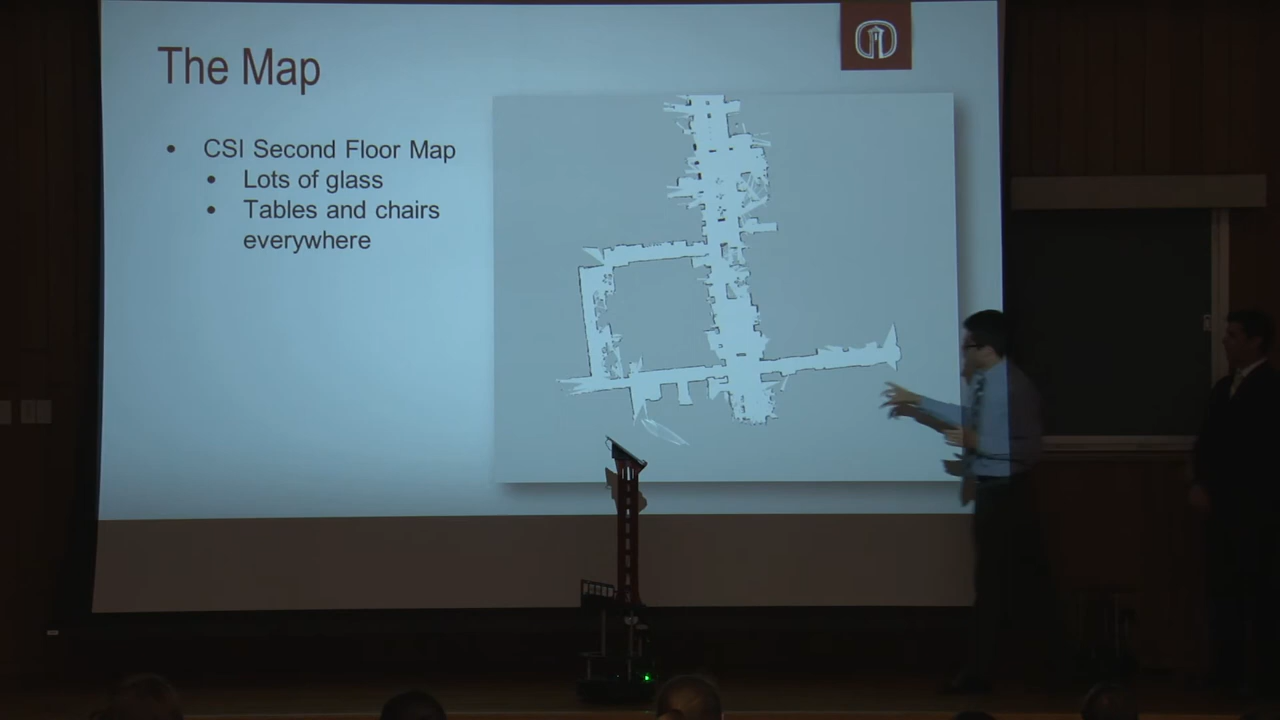 The Map
• CSI Second Floor Map
• Lots of glass
• Tables and chairs
everywhere